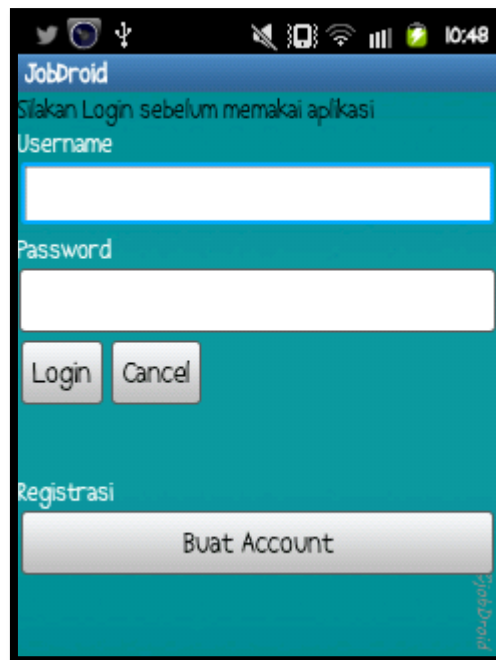 10:48
JobDroid
Silakan Login sebelum memakai aplikasi
Username
Password
Login Cancel
Registrasi
Buat Account
JobDroid